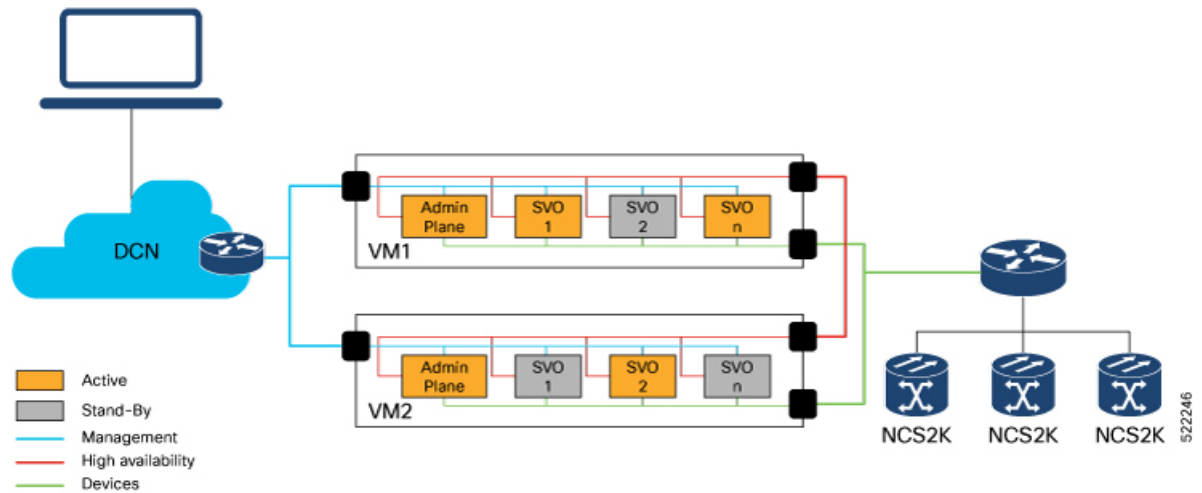 DCN
Admin
Plane
SVO
1
SVO
2
SVO
n
VM1
Admin
Plane
SVO
1
SVO
2
SVO
n
VM2
Active
Stand-By
Management
High availability
Devices
NCS2K
NCS2K
NCS2K
522246